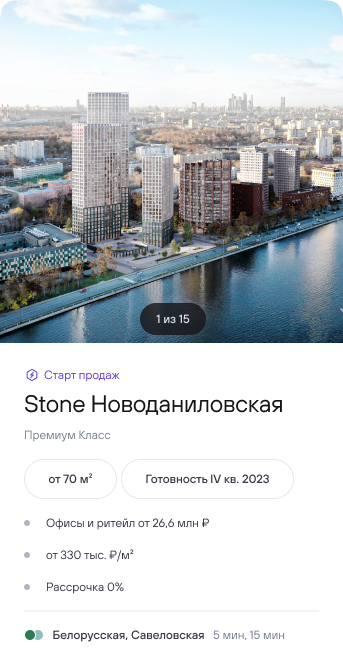 1 из 15
Старт продаж
Stone Новоданиловская
Премиум Класс
от 70 м² Готовность IV кв. 2023
Офисы и ритейл от 26,6 млн ₽
от 330 тыс. ₽/м²
Рассрочка 0%
Белорусская, Савеловская 5 мин, 15 мин